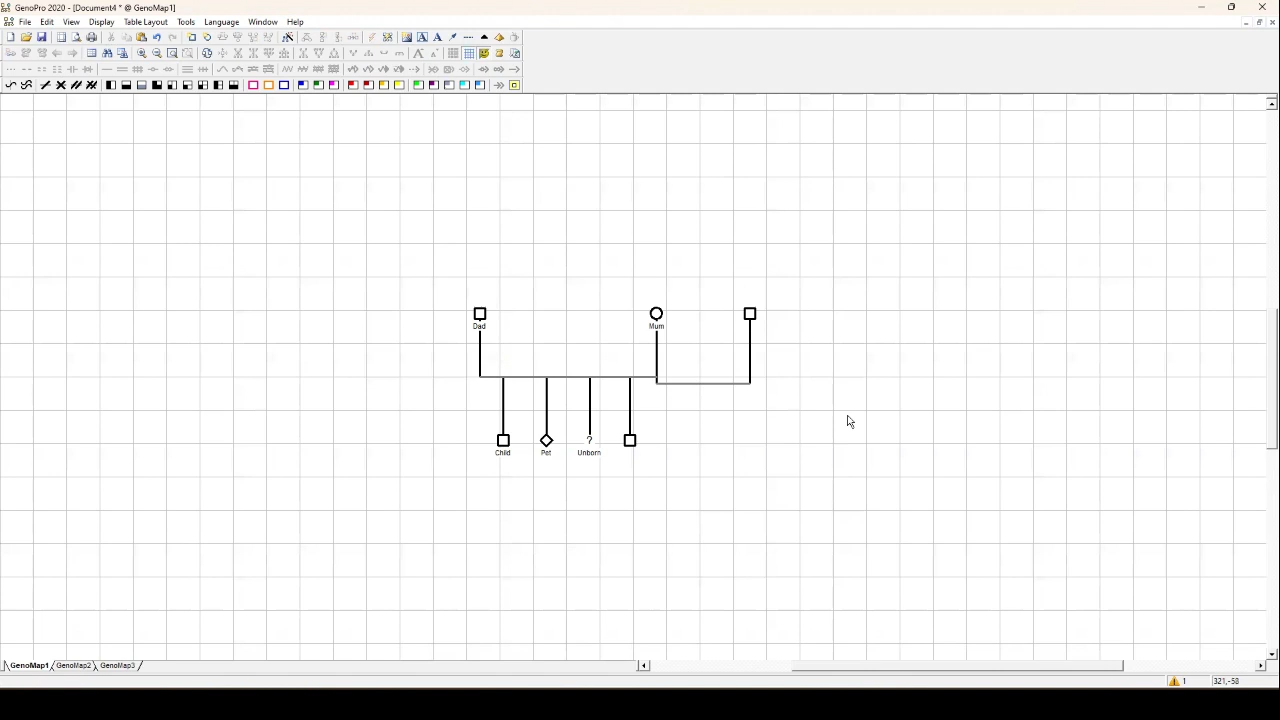 GenoPro 2020 - [Document4 * @ GenoMap1]
File Edit View Display Table Layout Tools Language Window Help
Dad Mum
?
Child Pet Unborn
GenoMap1 GenoMap2 GenoMap3
1 321,-58